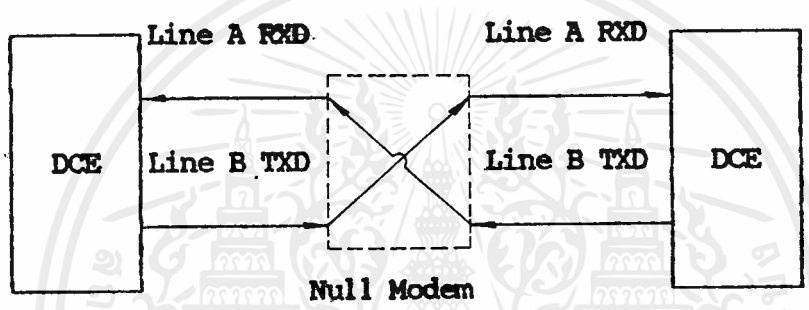 Line A RXD
Line A RXD
DCE
Line B TXD
Line B TXD
DCE
Null Modem